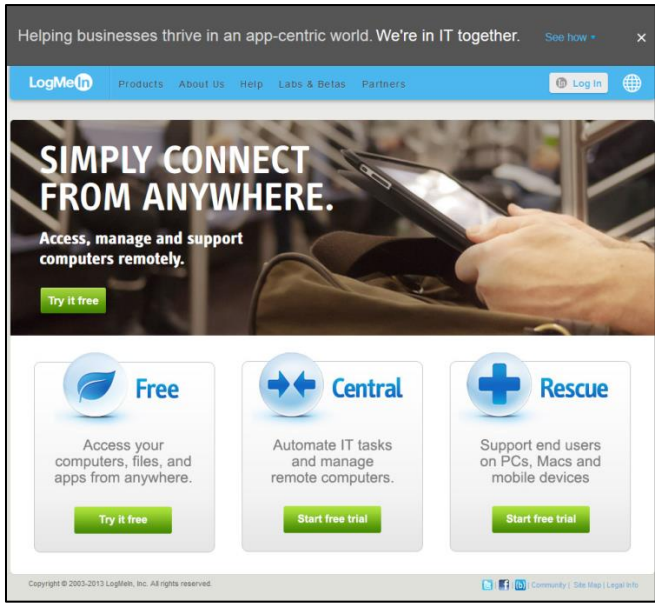 Helping businesses thrive in an app-centric world. We're in IT together. See how
LogMeIn Products About Us Help Labs & Betas Partners in Log In
SIMPLY CONNECT
FROM ANYWHERE.
Access, manage and support
computers remotely.
Try it free
Free
Access your
computers, files, and
apps from anywhere.
Try it free
Central
Automate IT tasks
and manage
remote computers.
Start free trial
Rescue
Support end users
on PCs, Macs and
mobile devices
Start free trial
Copyright © 2003-2013 LogMeIn, Inc. All rights reserved. | f | (b) | Community | Site Map | Legal Info